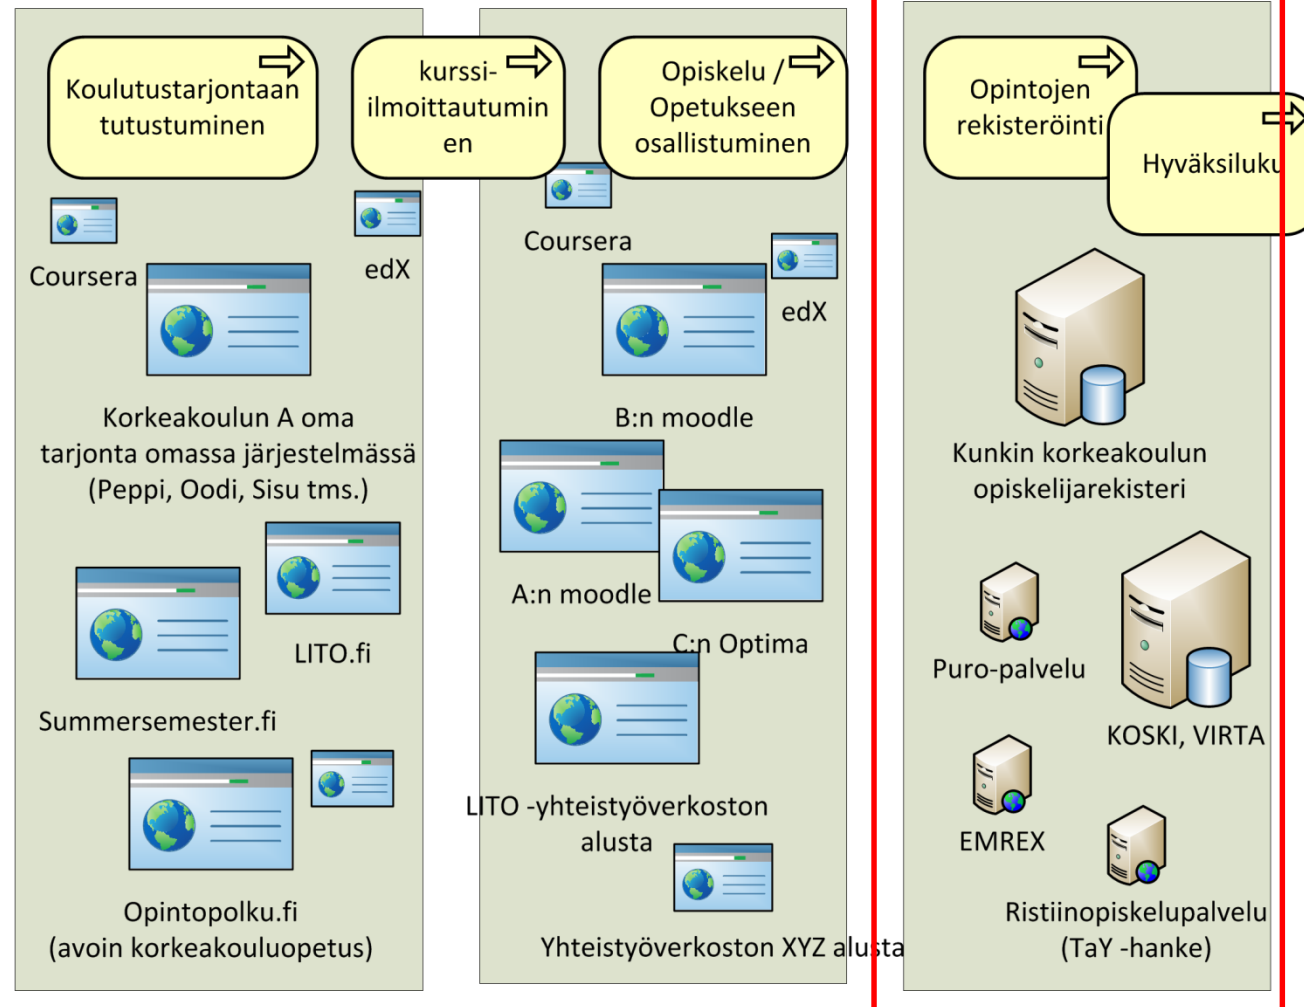 Koulutustarjontaan
tutustuminen
kurssi-
ilmoittautumin
en
Opiskelu /
Opetukseen
osallistuminen
Opintojen
rekisteröinti
Hyväksiluku
Coursera
edX
Korkeakoulun A oma
tarjonta omassa järjestelmässä
(Peppi, Oodi, Sisu tms.)
LITO.fi
Summersemester.fi
Opintopolku.fi
(avoin korkeakouluopetus)
Coursera
edX
B:n moodle
A:n moodle
C:n Optima
LITO -yhteistyöverkoston
alusta
Yhteistyöverkoston XYZ alusta
Kunkin korkeakoulun
opiskelijarekisteri
Puro-palvelu
KOSKI, VIRTA
EMREX
Ristiinopiskelupalvelu
(TaY -hanke)